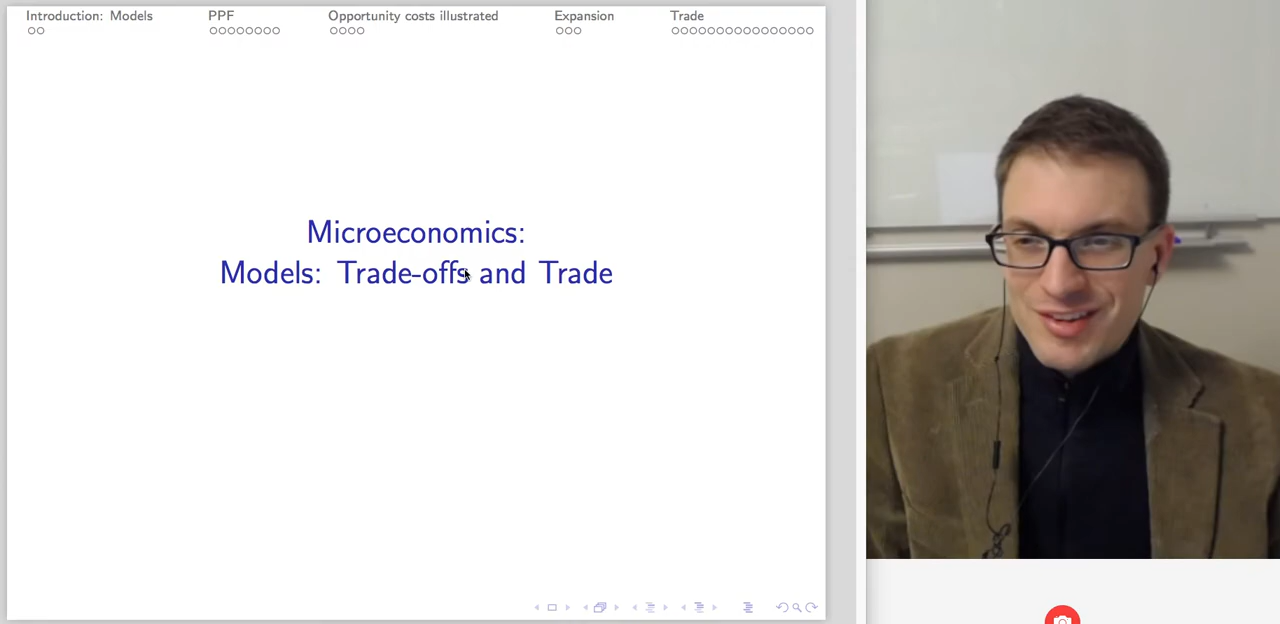 Introduction: Models PPF Opportunity costs illustrated Expansion Trade
Microeconomics:
Models: Trade-offs and Trade